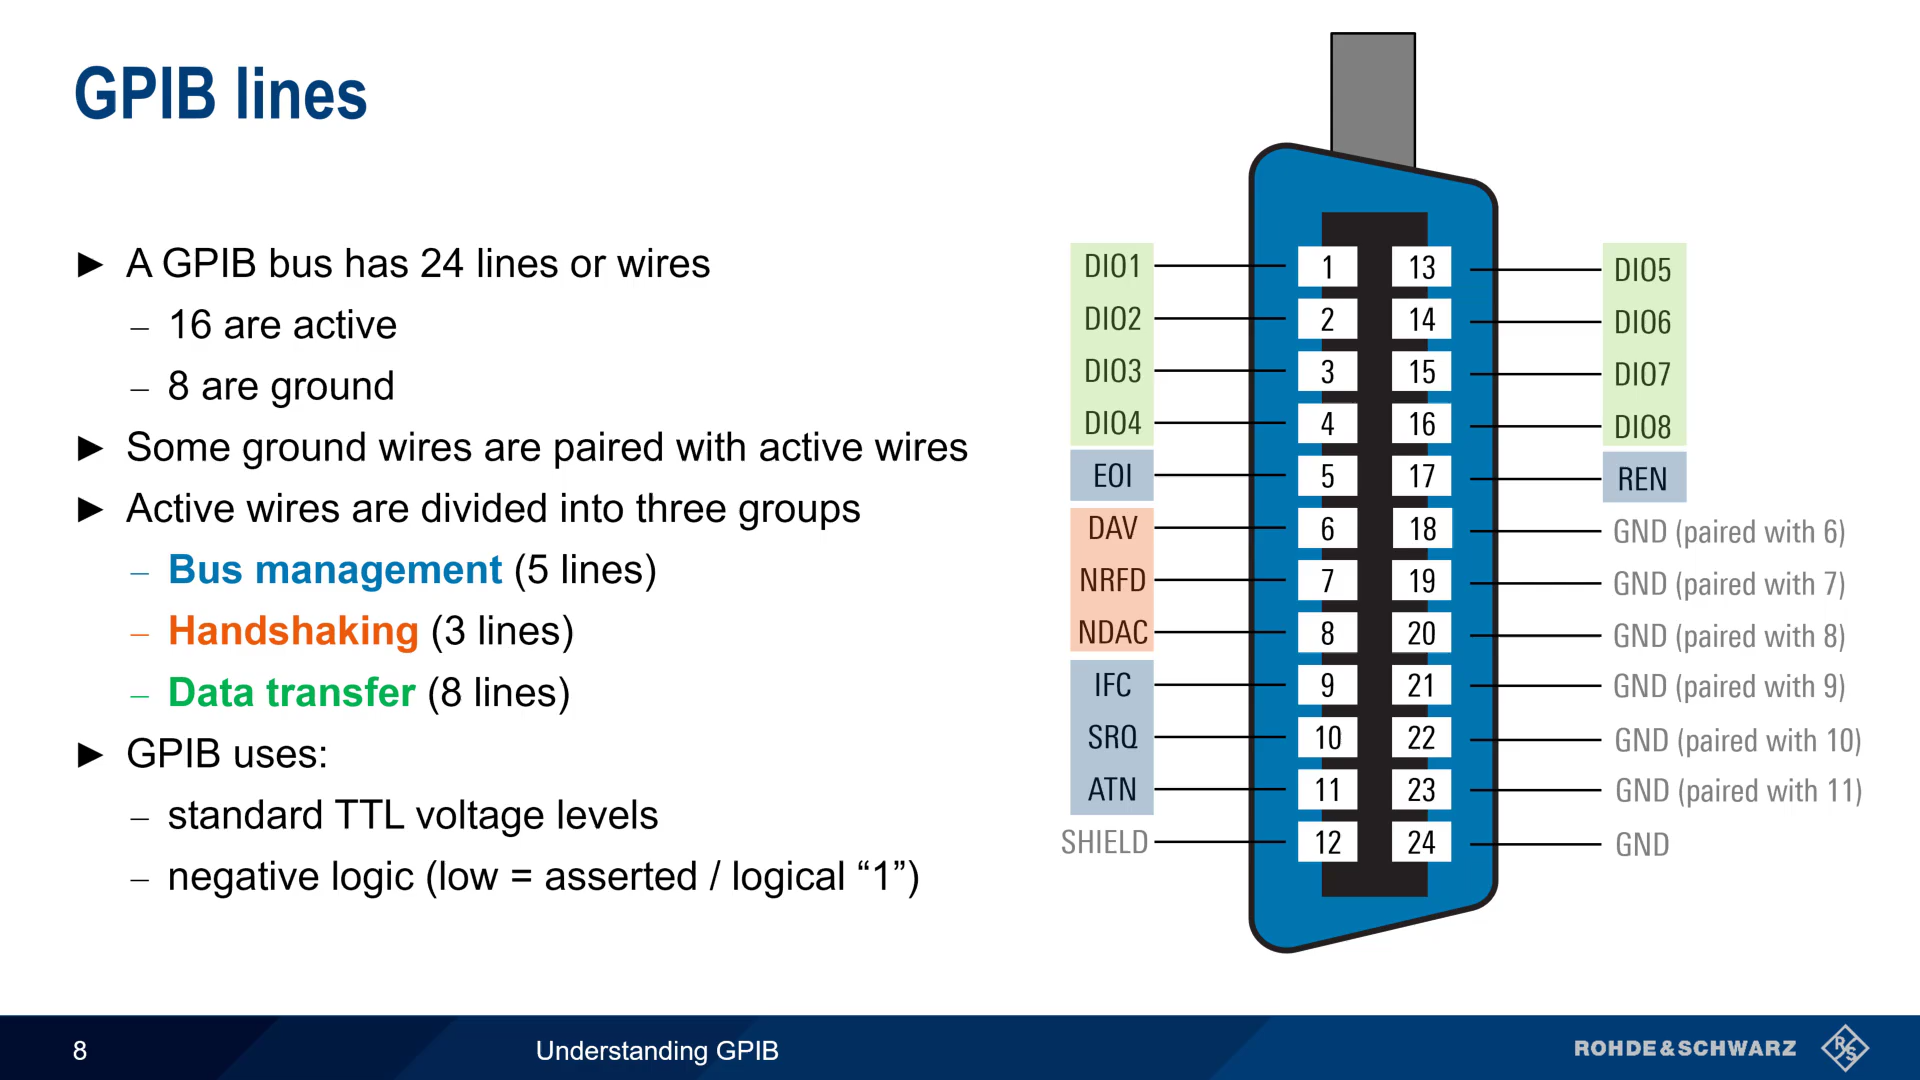 GPIB lines
► A GPIB bus has 24 lines or wires
– 16 are active
– 8 are ground
► Some ground wires are paired with active wires
► Active wires are divided into three groups
– Bus management (5 lines)
– Handshaking (3 lines)
– Data transfer (8 lines)
► GPIB uses:
– standard TTL voltage levels
– negative logic (low = asserted / logical “1”)
DIO1 1 13 DIO5
DIO2 2 14 DIO6
DIO3 3 15 DIO7
DIO4 4 16 DIO8
EOI 5 17 REN
DAV 6 18 GND (paired with 6)
NRFD 7 19 GND (paired with 7)
NDAC 8 20 GND (paired with 8)
IFC 9 21 GND (paired with 9)
SRQ 10 22 GND (paired with 10)
ATN 11 23 GND (paired with 11)
SHIELD 12 24 GND
8 Understanding GPIB ROHDE & SCHWARZ R S